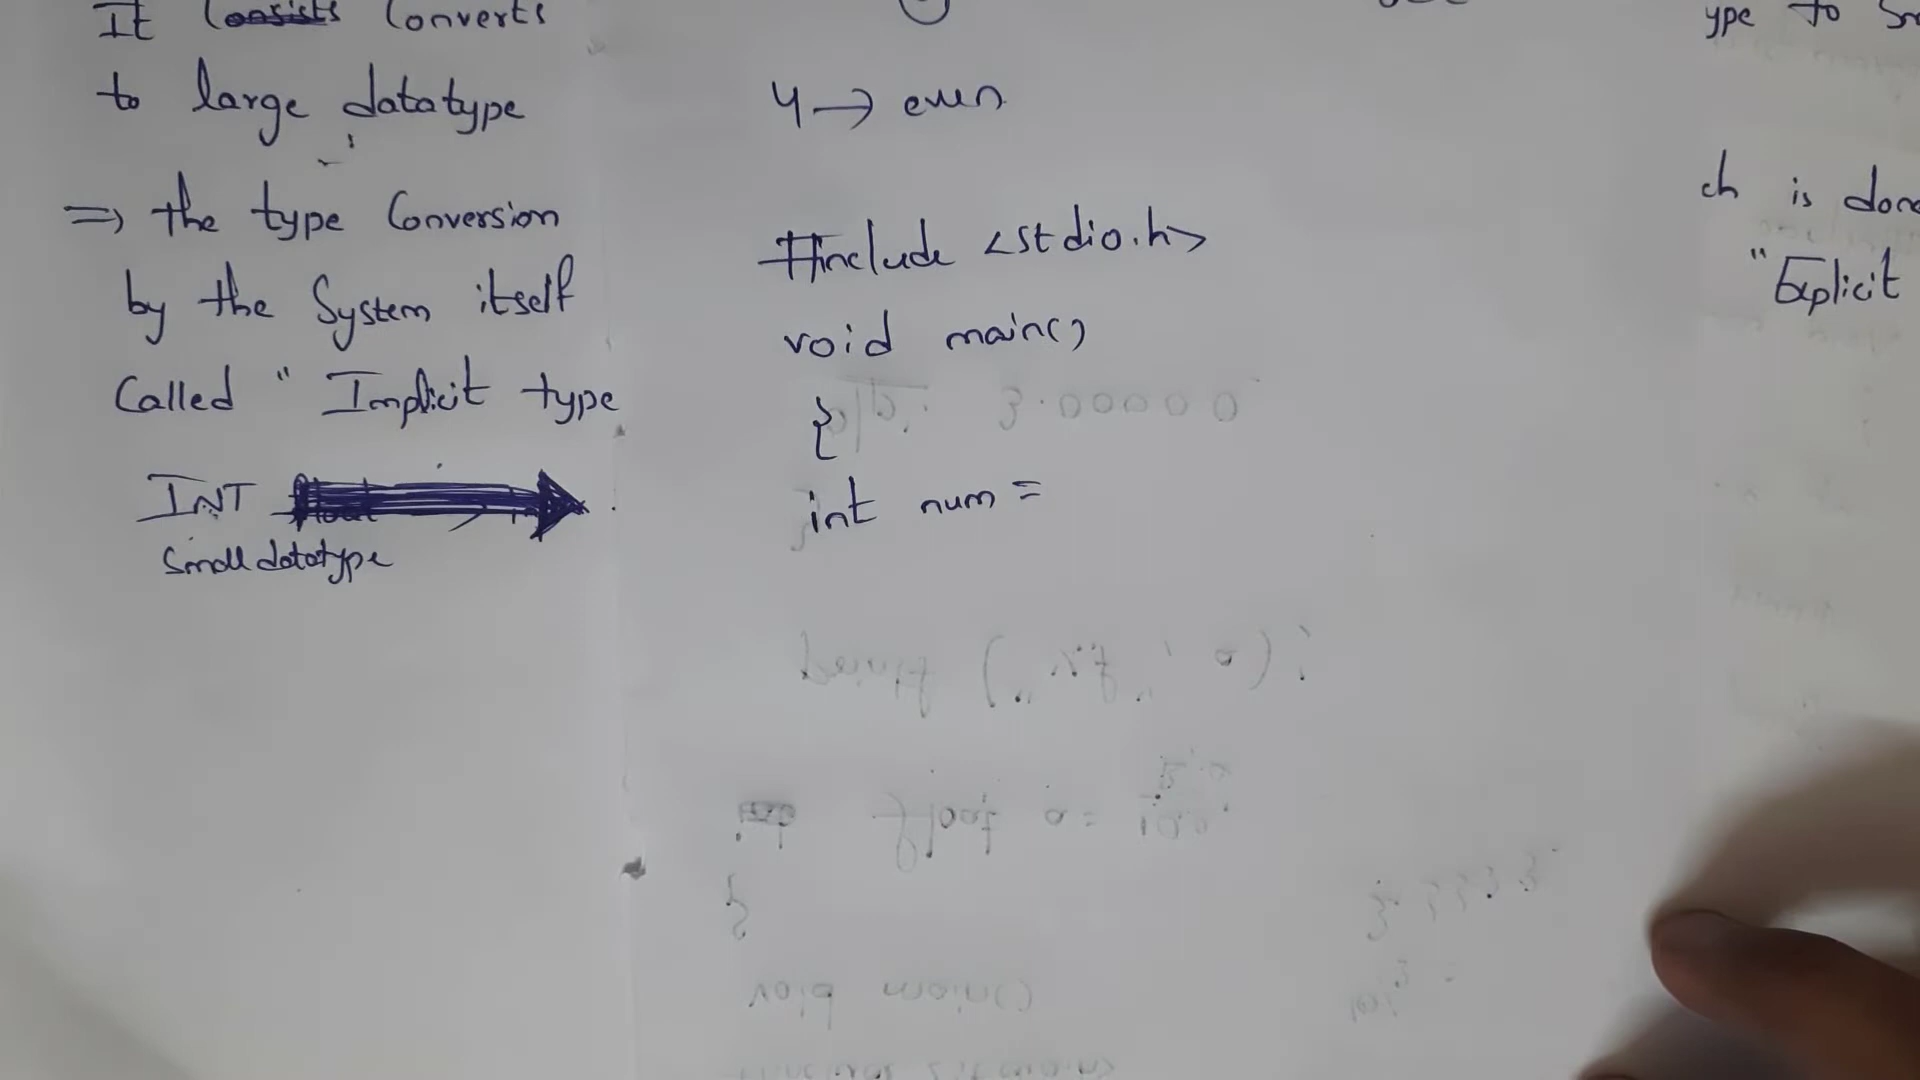 It Consists Converts
to large datatype
=> the type Conversion
by the System itself
Called " Implicit type
INT
Small datatype
4 → even
#include <stdio.h>
void main()
{
int num =
ype to
ch is done
"Explicit